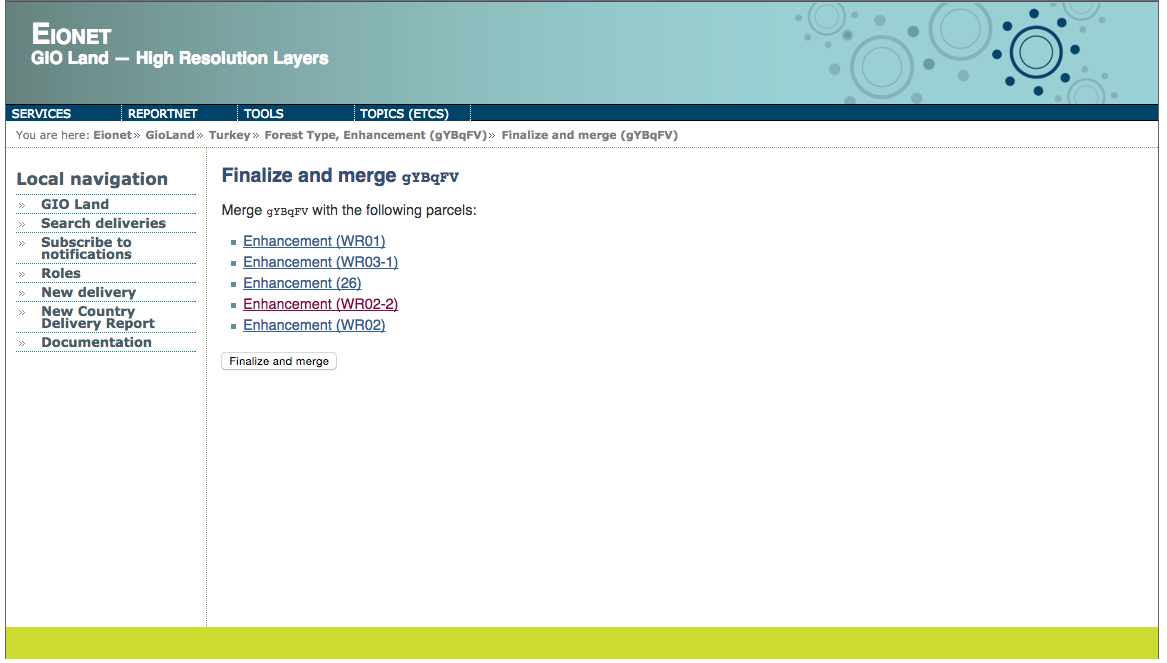 EIONET
GIO Land — High Resolution Layers
SERVICES REPORTNET TOOLS TOPICS (ETCS)
You are here: Eionet» GioLand» Turkey» Forest Type, Enhancement (gYBqFV)» Finalize and merge (gYBqFV)
Local navigation
» GIO Land
» Search deliveries
» Subscribe to
notifications
» Roles
» New delivery
» New Country
Delivery Report
» Documentation
Finalize and merge gYBqFV
Merge gYBqFV with the following parcels:
Enhancement (WR01)
Enhancement (WR03-1)
Enhancement (26)
Enhancement (WR02-2)
Enhancement (WR02)
Finalize and merge